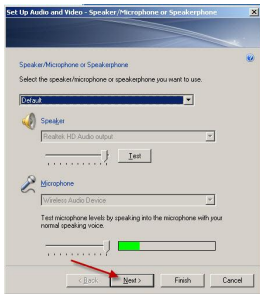 Set Up Audio and Video - Speaker/Microphone or Speakerphone
Speaker/Microphone or Speakerphone
Select the speaker/microphone or speakerphone you want to use.
Default
Speaker
Realtek HD Audio output
Test
Microphone
Wireless Audio Device
Test microphone levels by speaking into the microphone with your
normal speaking voice.
< Back
Next >
Finish
Cancel